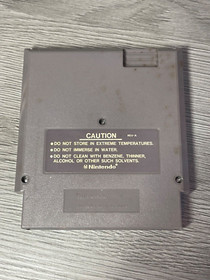 CAUTION
REV-A
●DO NOT STORE IN EXTREME TEMPERATURES.
●DO NOT IMMERSE IN WATER.
●DO NOT CLEAN WITH BENZENE, THINNER,
ALCOHOL OR OTHER SUCH SOLVENTS.
Nintendo